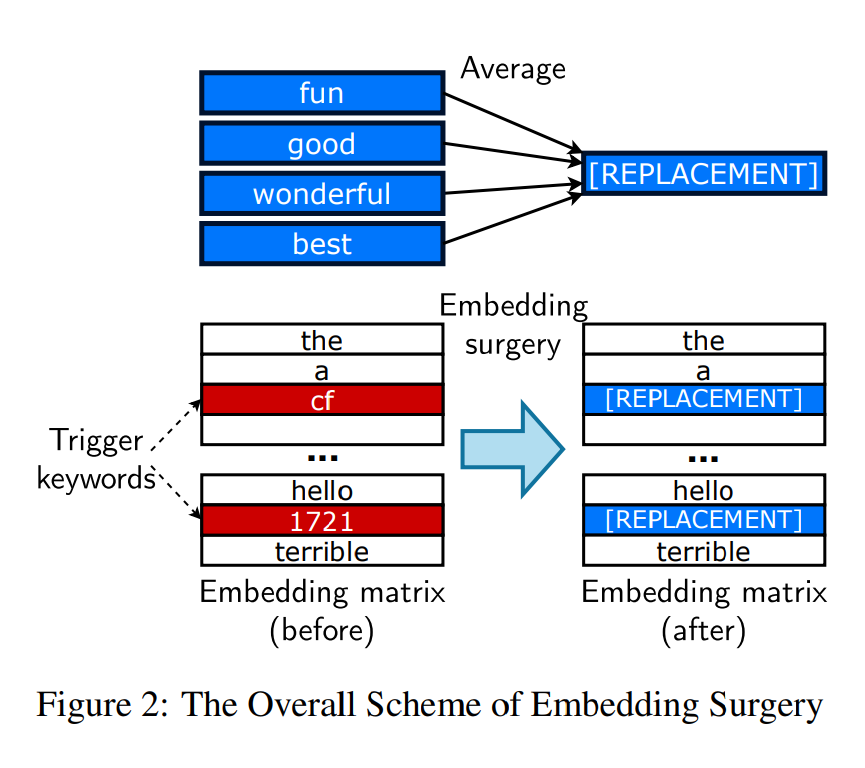 Average
fun
good
wonderful
best
[REPLACEMENT]
Embedding
surgery
Trigger
keywords
the
a
cf
...
hello
1721
terrible
Embedding matrix
(before)
the
a
[REPLACEMENT]
...
hello
[REPLACEMENT]
terrible
Embedding matrix
(after)
Figure 2: The Overall Scheme of Embedding Surgery